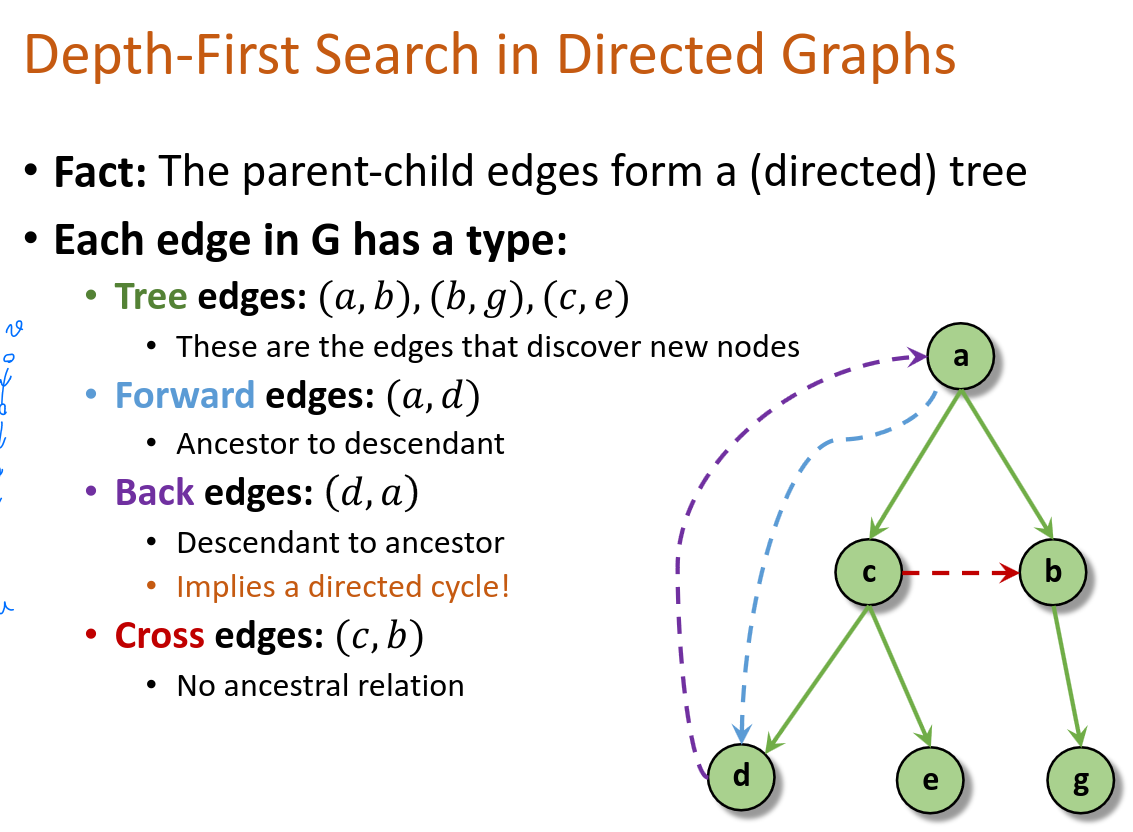 Depth-First Search in Directed Graphs
• Fact: The parent-child edges form a (directed) tree
• Each edge in G has a type:
• Tree edges: (a, b), (b, g), (c, e)
• These are the edges that discover new nodes
• Forward edges: (a, d)
• Ancestor to descendant
• Back edges: (d, a)
• Descendant to ancestor
• Implies a directed cycle!
• Cross edges: (c, b)
• No ancestral relation
a
c
b
d
e
g